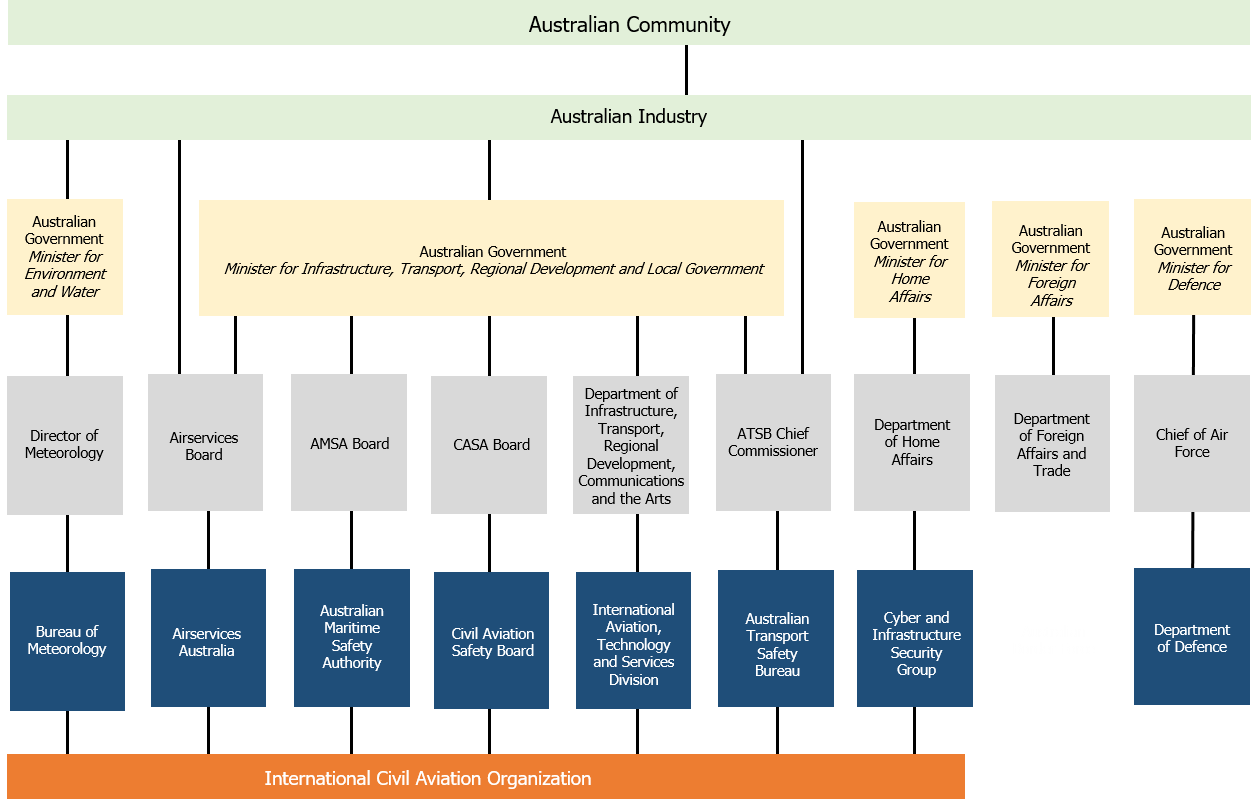 Australian Community
Australian Industry
Australian
Government
Minister for
Environment
and Water
Australian Government
Minister for Infrastructure, Transport, Regional Development and Local Government
Australian
Government
Minister for
Home
Affairs
Australian
Government
Minister for
Foreign
Affairs
Australian
Government
Minister for
Defence
Director of
Meteorology
Airservices
Board
AMSA Board
CASA Board
Department of
Infrastructure,
Transport,
Regional
Development,
Communications
and the Arts
ATSB Chief
Commissioner
Department
of Home
Affairs
Department
of Foreign
Affairs and
Trade
Chief of Air
Force
Bureau of
Meteorology
Airservices
Australia
Australian
Maritime
Safety
Authority
Civil Aviation
Safety Board
International
Aviation,
Technology
and Services
Division
Australian
Transport
Safety
Bureau
Cyber and
Infrastructure
Security
Group
Department
of Defence
International Civil Aviation Organization